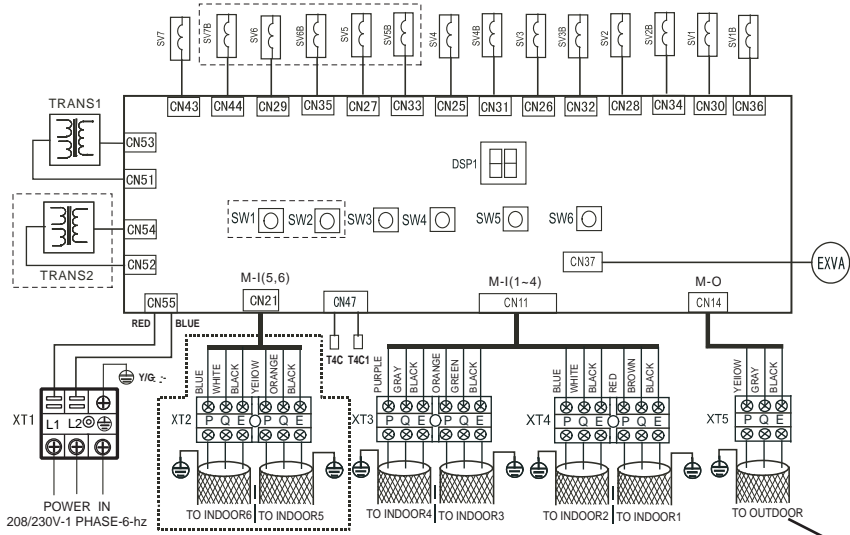 SV7 SV7B SV6 SV6B SV5 SV5B SV4 SV4B SV3 SV3B SV2 SV2B SV1 SV1B
CN43 CN44 CN29 CN35 CN27 CN33 CN25 CN31 CN26 CN32 CN28 CN34 CN30 CN36
TRANS1
CN53
CN51
DSP1
CN54
SW1 SW2 SW3 SW4 SW5 SW6
TRANS2
CN52
CN37
EXVA
M-I(5,6) M-I(1~4) M-O
CN55 CN21 CN47 CN11 CN14
RED BLUE
T4C T4C1
Y/G
BLUE WHITE BLACK YEllOW ORANGE BLACK
PURPLE GRAY BLACK ORANGE GREEN BLACK
BLUE WHITE BLACK RED BROWN BLACK
YEllOW GRAY BLACK
XT1 L1 L2
XT2 P Q E P Q E
XT3 P Q E P Q E
XT4 P Q E P Q E
XT5 P Q E
POWER IN
208/230V-1 PHASE-6-hz
TO INDOOR6 TO INDOOR5
TO INDOOR4 TO INDOOR3
TO INDOOR2 TO INDOOR1
TO OUTDOOR